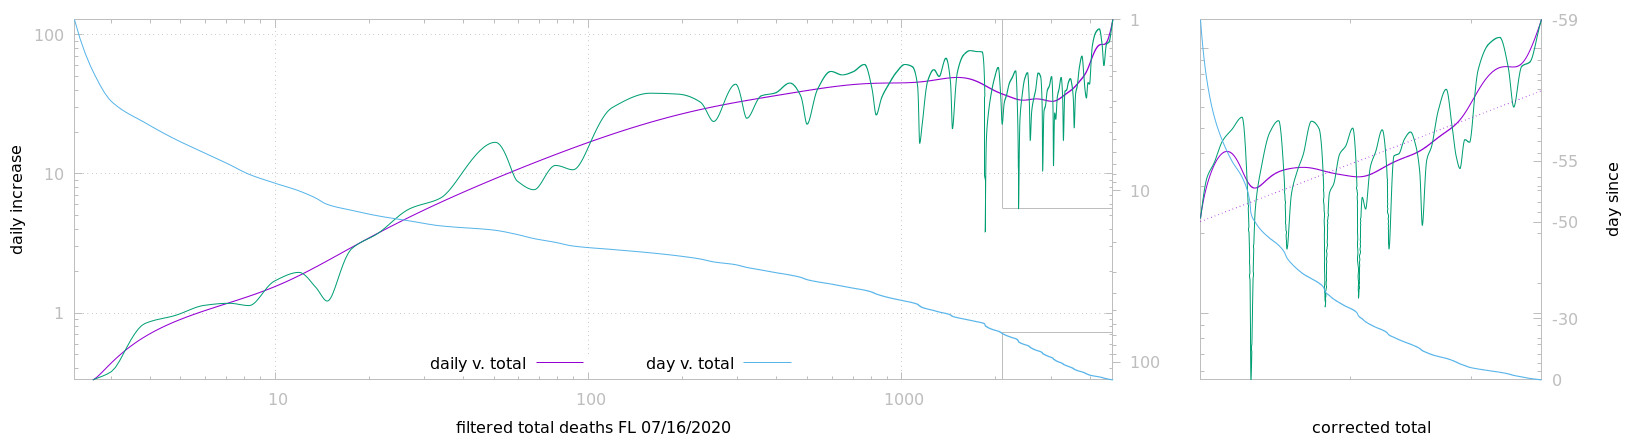 100
10
1
daily increase
daily v. total
day v. total
1
10
100
10
100
1000
filtered total deaths FL 07/16/2020
-59
-55
-50
-30
0
day since
corrected total